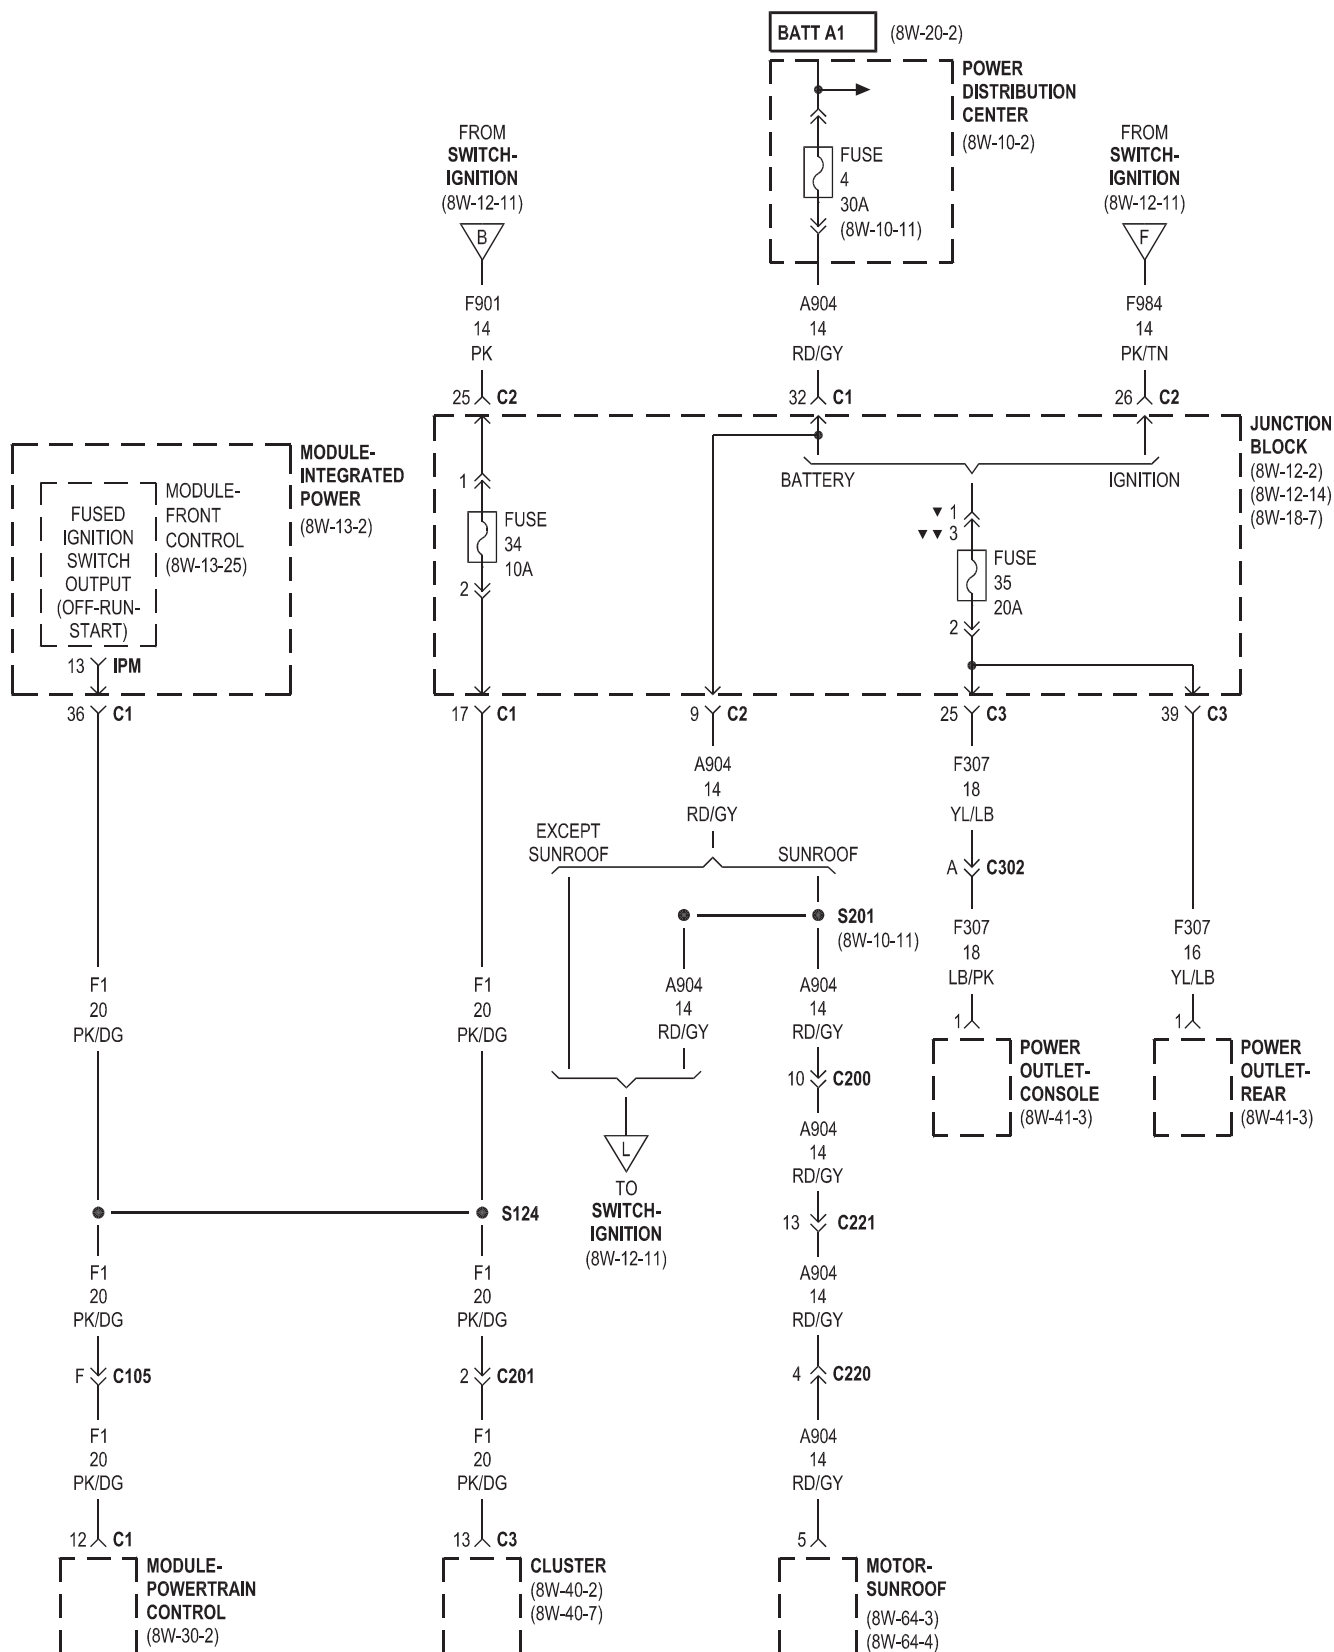 BATT A1 (8W-20-2)
POWER
DISTRIBUTION
CENTER
(8W-10-2)
FUSE
4
30A
(8W-10-11)
FROM
SWITCH-
IGNITION
(8W-12-11)
B
FROM
SWITCH-
IGNITION
(8W-12-11)
F
F901
14
PK
A904
14
RD/GY
F984
14
PK/TN
25 C2
32 C1
26 C2
JUNCTION
BLOCK
(8W-12-2)
(8W-12-14)
(8W-18-7)
MODULE-
INTEGRATED
POWER
(8W-13-2)
MODULE-
FRONT
CONTROL
(8W-13-25)
FUSED
IGNITION
SWITCH
OUTPUT
(OFF-RUN-
START)
13 IPM
1
FUSE
34
10A
2
BATTERY
IGNITION
▼ 1
▼▼ 3
FUSE
35
20A
2
36 C1
17 C1
9 C2
25 C3
39 C3
A904
14
RD/GY
F307
18
YL/LB
EXCEPT
SUNROOF
SUNROOF
A C302
S201
(8W-10-11)
F1
20
PK/DG
F1
20
PK/DG
A904
14
RD/GY
A904
14
RD/GY
F307
18
LB/PK
F307
16
YL/LB
1
1
POWER
OUTLET-
CONSOLE
(8W-41-3)
POWER
OUTLET-
REAR
(8W-41-3)
10 C200
A904
14
RD/GY
L
TO
SWITCH-
IGNITION
(8W-12-11)
S124
13 C221
F1
20
PK/DG
F1
20
PK/DG
A904
14
RD/GY
F C105
2 C201
4 C220
F1
20
PK/DG
F1
20
PK/DG
A904
14
RD/GY
12 C1
13 C3
5
MODULE-
POWERTRAIN
CONTROL
(8W-30-2)
CLUSTER
(8W-40-2)
(8W-40-7)
MOTOR-
SUNROOF
(8W-64-3)
(8W-64-4)